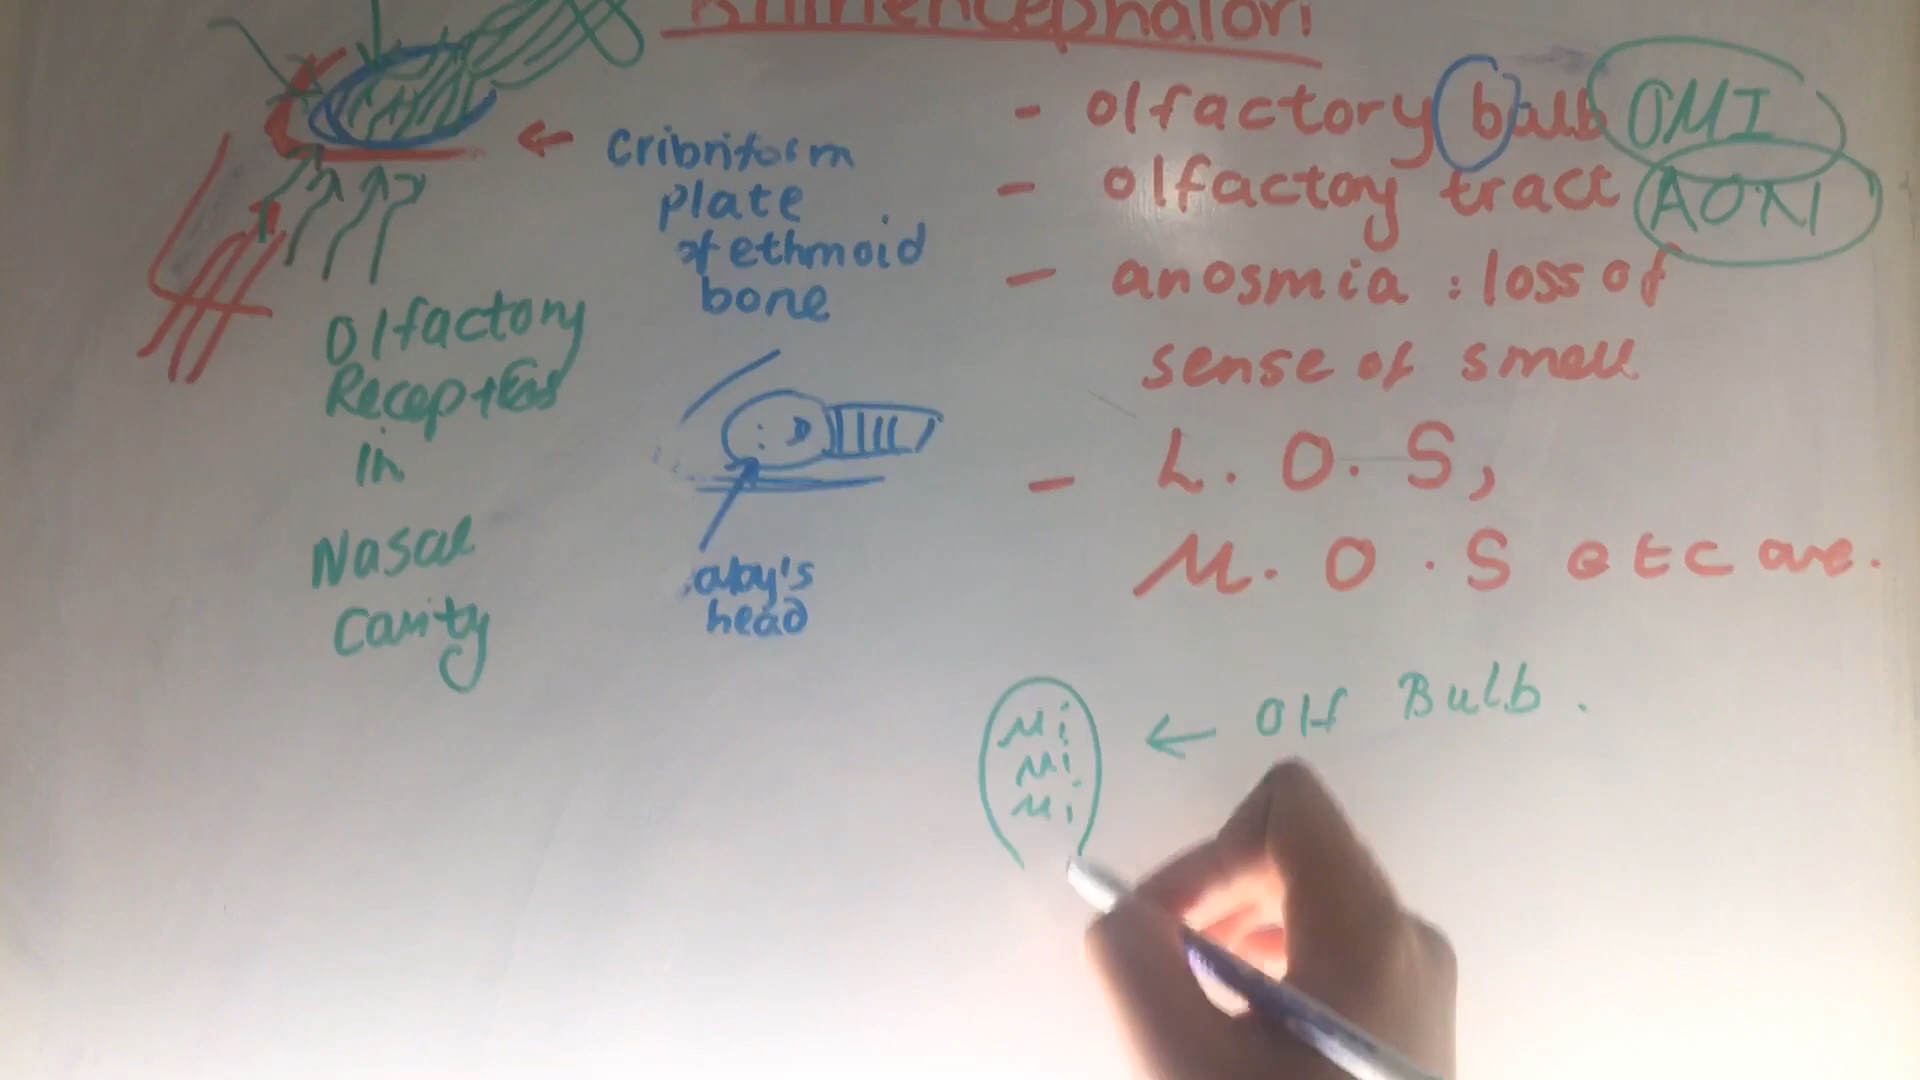 Rhinencephalon
- olfactory bulb OMI
- olfactory tract AON
- anosmia : loss of
sense of smell
- L. O. S,
M. O. S etc are.
← Cribriform
plate
of ethmoid
bone
Olfactory
Receptors
in
Nasal
Cavity
head
Mi
Mi
Mi
← Olf Bulb.